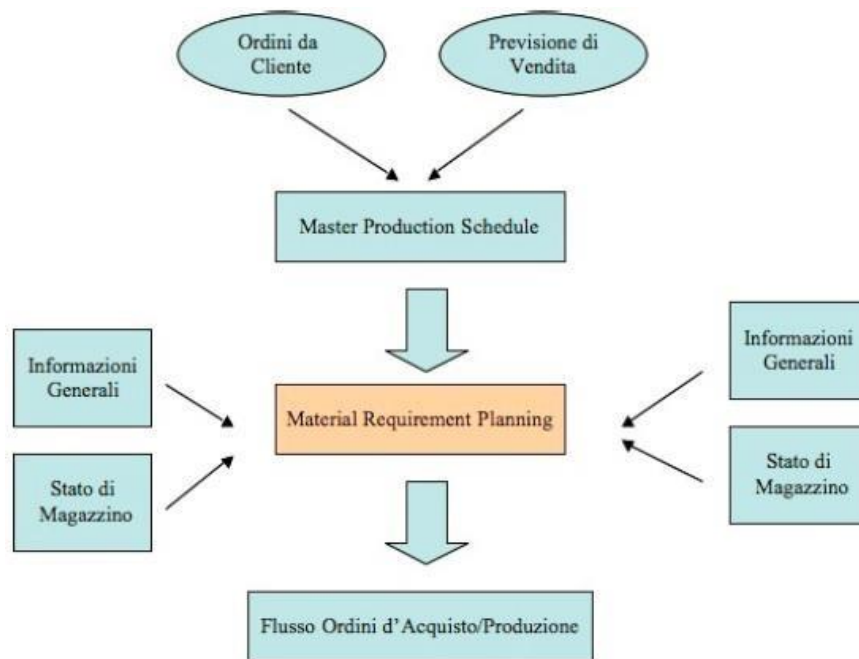 Ordini da
Cliente
Previsione di
Vendita
Master Production Schedule
Informazioni
Generali
Informazioni
Generali
Material Requirement Planning
Stato di
Magazzino
Stato di
Magazzino
Flusso Ordini d'Acquisto/Produzione